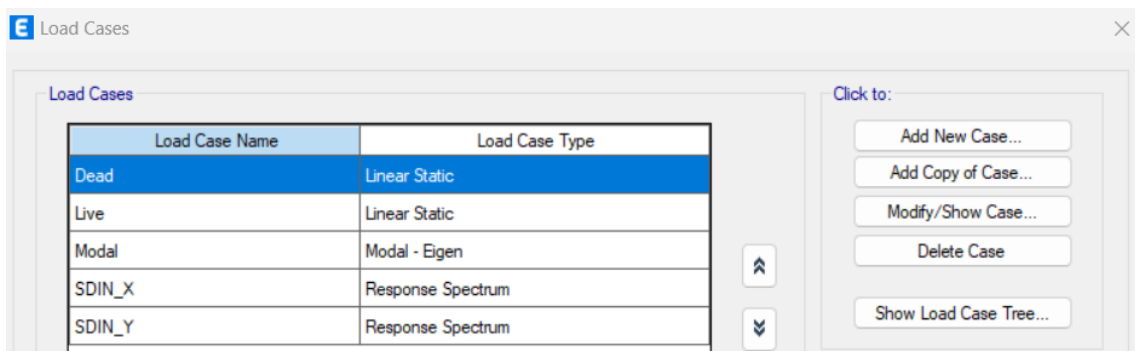 E Load Cases
Load Cases
Click to:
Load Case Name Load Case Type
Dead Linear Static
Live Linear Static
Modal Modal - Eigen
SDIN_X Response Spectrum
SDIN_Y Response Spectrum
Add New Case...
Add Copy of Case...
Modify/Show Case...
Delete Case
Show Load Case Tree...